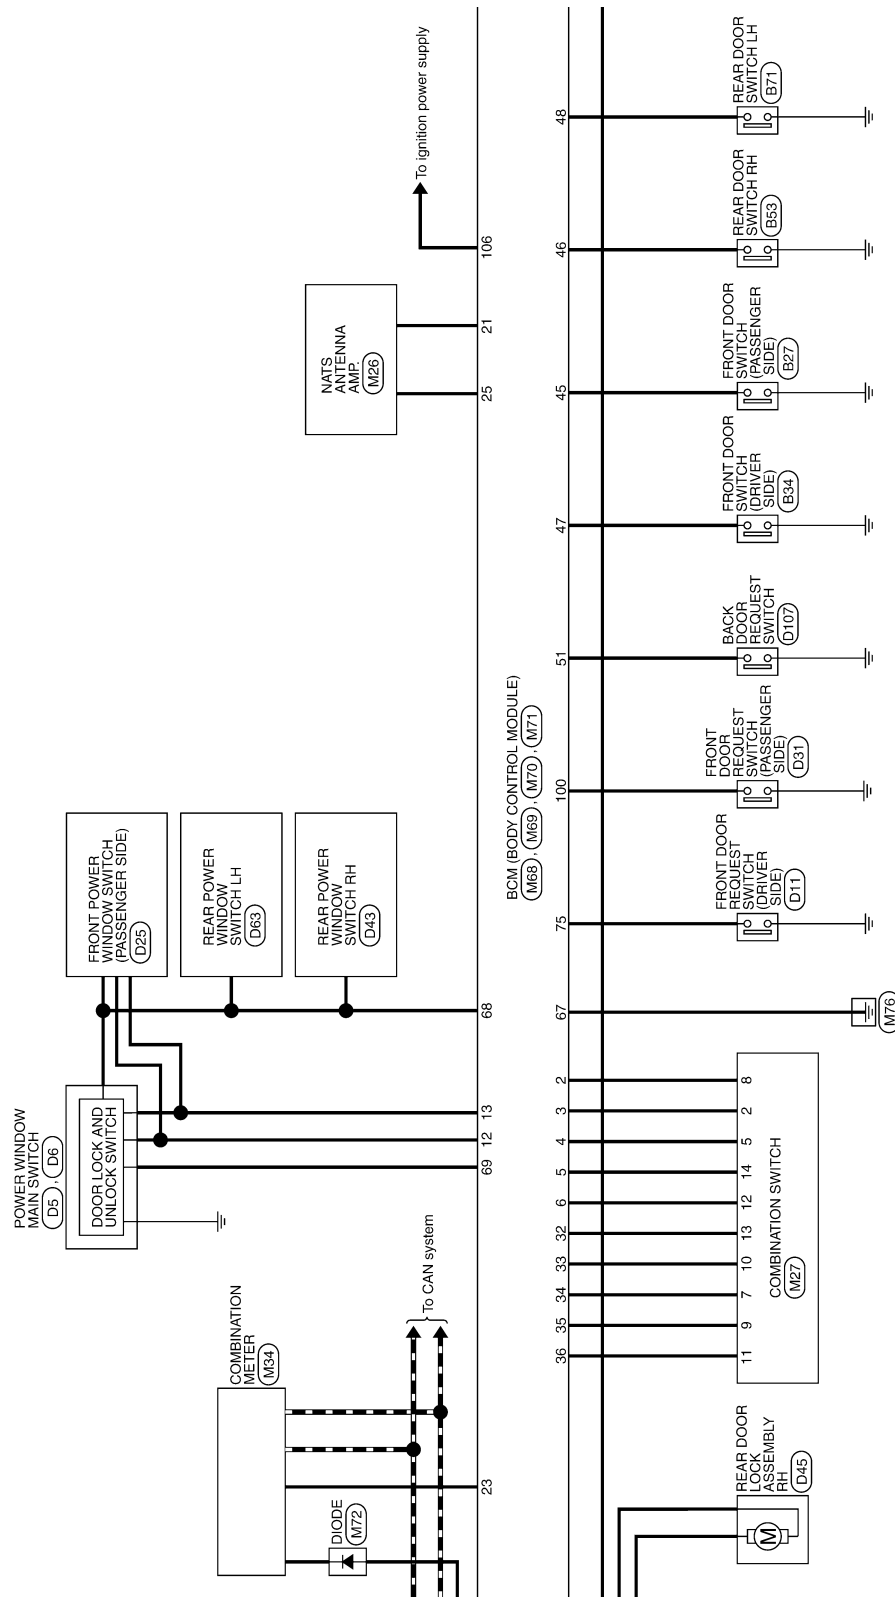 To ignition power supply
106
NATS
ANTENNA
AMP.
M26
21
25
48
REAR DOOR
SWITCH LH
B71
46
REAR DOOR
SWITCH RH
B53
45
FRONT DOOR
SWITCH
(PASSENGER
SIDE)
B27
47
FRONT DOOR
SWITCH
(DRIVER
SIDE)
B34
51
BACK
DOOR
REQUEST
SWITCH
D107
BCM (BODY CONTROL MODULE)
M68 , M69 , M70 , M71
100
FRONT
DOOR
REQUEST
SWITCH
(PASSENGER
SIDE)
D31
75
FRONT DOOR
REQUEST
SWITCH
(DRIVER
SIDE)
D11
FRONT POWER
WINDOW SWITCH
(PASSENGER SIDE)
D25
REAR POWER
WINDOW
SWITCH LH
D63
REAR POWER
WINDOW
SWITCH RH
D43
68
67
M76
POWER WINDOW
MAIN SWITCH
D5 , D6
DOOR LOCK AND
UNLOCK SWITCH
13
12
69
2
3
4
5
6
32
33
34
35
36
8
2
5
14
12
13
10
7
9
11
COMBINATION SWITCH
M27
To CAN system
COMBINATION
METER
M34
23
DIODE
M72
REAR DOOR
LOCK
ASSEMBLY
RH
D45
M